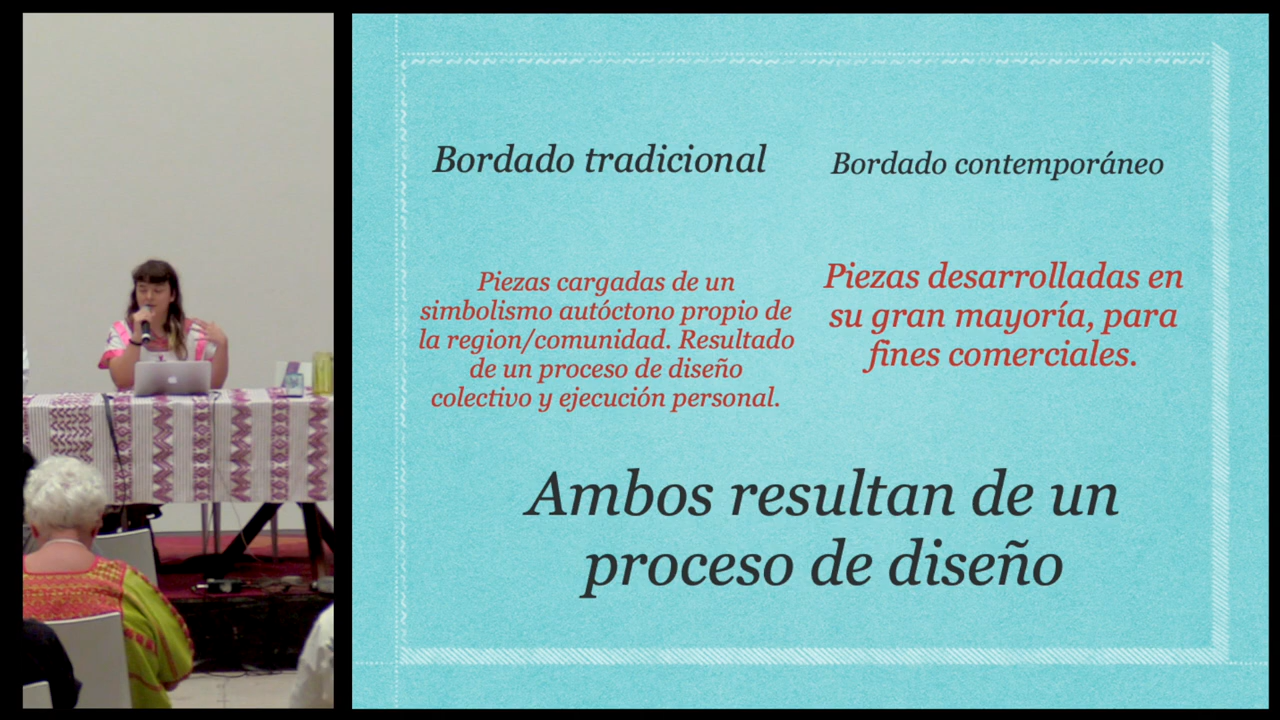 Bordado tradicional
Bordado contemporáneo
Piezas cargadas de un
simbolismo autóctono propio de
la region/comunidad. Resultado
de un proceso de diseño
colectivo y ejecución personal.
Piezas desarrolladas en
su gran mayoría, para
fines comerciales.
Ambos resultan de un
proceso de diseño